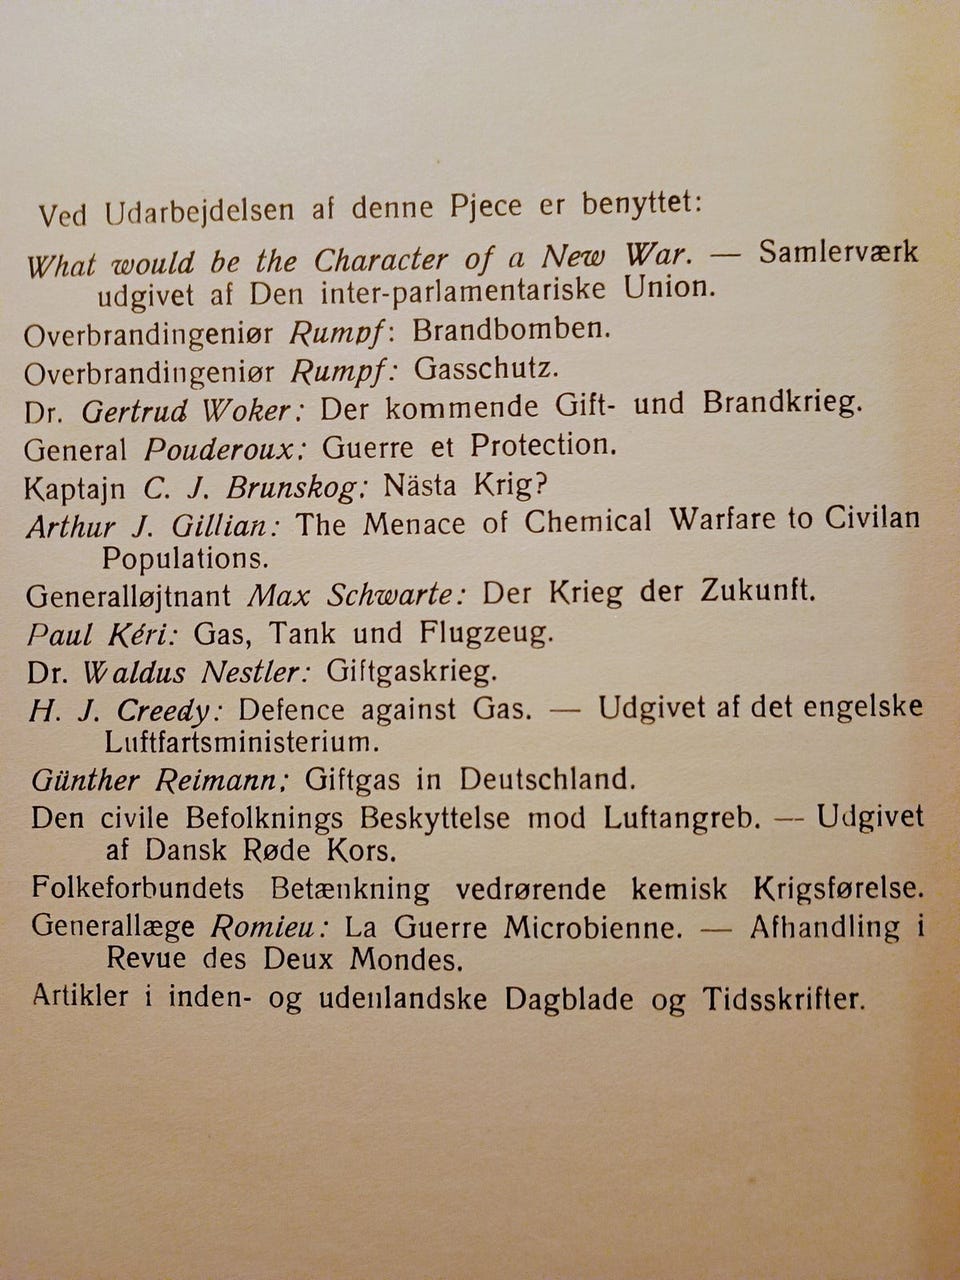 Ved Udarbejdelsen af denne Pjece er benyttet:
What would be the Character of a New War. — Samlerværk
udgivet af Den inter-parlamentariske Union.
Overbrandingeniør Rumpf: Brandbomben.
Overbrandingeniør Rumpf: Gasschutz.
Dr. Gertrud Woker: Der kommende Gift- und Brandkrieg.
General Pouderoux: Guerre et Protection.
Kaptajn C. J. Brunskog: Nästa Krig?
Arthur J. Gillian: The Menace of Chemical Warfare to Civilan
Populations.
Generalløjtnant Max Schwarte: Der Krieg der Zukunft.
Paul Kéri: Gas, Tank und Flugzeug.
Dr. Waldus Nestler: Giftgaskrieg.
H. J. Creedy: Defence against Gas. — Udgivet af det engelske
Luftfartsministerium.
Günther Reimann; Giftgas in Deutschland.
Den civile Befolknings Beskyttelse mod Luftangreb. — Udgivet
af Dansk Røde Kors.
Folkeforbundets Betænkning vedrørende kemisk Krigsførelse.
Generallæge Romieu: La Guerre Microbienne. — Afhandling i
Revue des Deux Mondes.
Artikler i inden- og udenlandske Dagblade og Tidsskrifter.